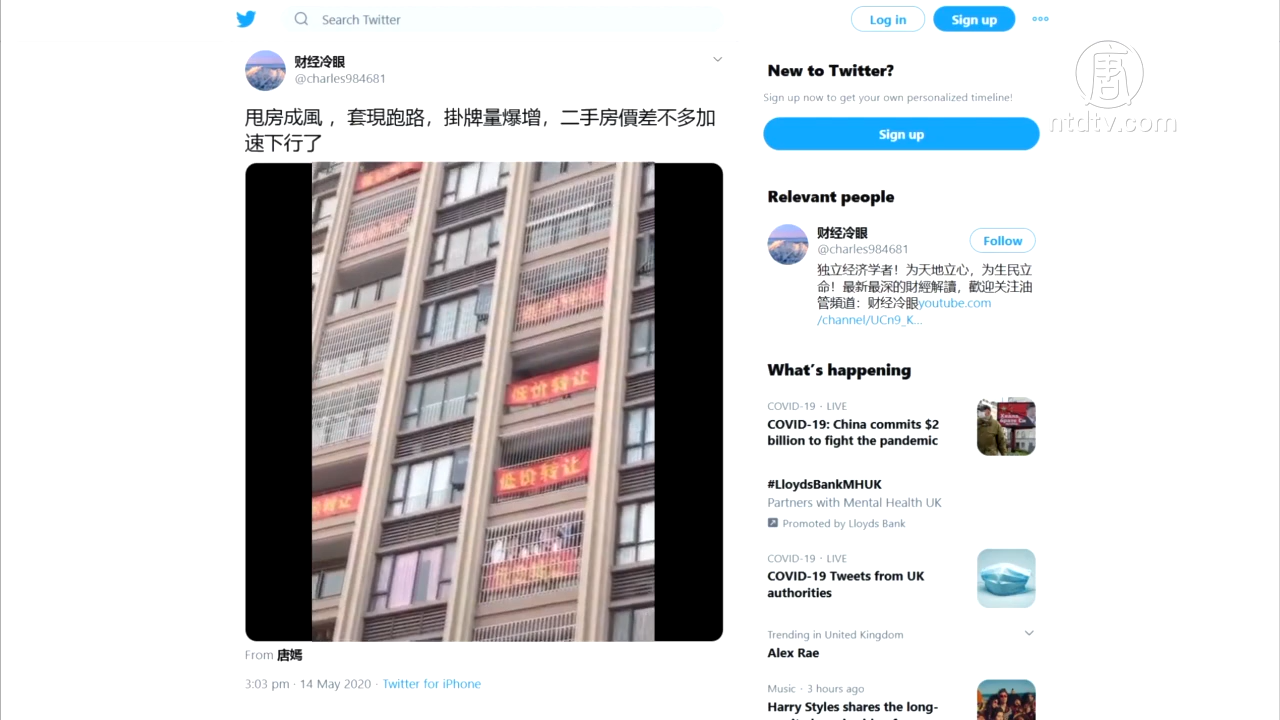 Search Twitter
Log in
Sign up
财经冷眼
@charles984681
甩房成風 ，套現跑路，掛牌量爆增，二手房價差不多加
速下行了
低价转让
低价转让
转让
From 唐嫣
3:03 pm · 14 May 2020 · Twitter for iPhone
New to Twitter?
Sign up now to get your own personalized timeline!
Sign up
Relevant people
财经冷眼
@charles984681
Follow
独立经济学者！为天地立心，为生民立
命！最新最深的财經解讀，歡迎关注油
管頻道：财经冷眼youtube.com
/channel/UCn9_K...
What's happening
COVID-19 · LIVE
COVID-19: China commits $2
billion to fight the pandemic
#LloydsBankMHUK
Partners with Mental Health UK
Promoted by Lloyds Bank
COVID-19 · LIVE
COVID-19 Tweets from UK
authorities
Trending in United Kingdom
Alex Rae
Music · 3 hours ago
Harry Styles shares the long-
唐
ntdtv.com